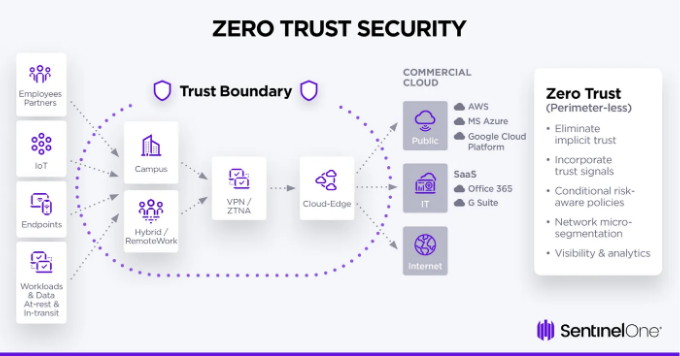 ZERO TRUST SECURITY
Employees
Partners
IoT
Endpoints
Workloads
& Data
At-rest &
In-transit
Trust Boundary
Campus
Hybrid /
RemoteWork
VPN /
ZTNA
Cloud-Edge
COMMERCIAL
CLOUD
Public
AWS
MS Azure
Google Cloud
Platform
IT
SaaS
Office 365
G Suite
Internet
Zero Trust
(Perimeter-less)
• Eliminate
implicit trust
• Incorporate
trust signals
• Conditional risk-
aware policies
• Network micro-
segmentation
• Visibility & analytics
SentinelOne®